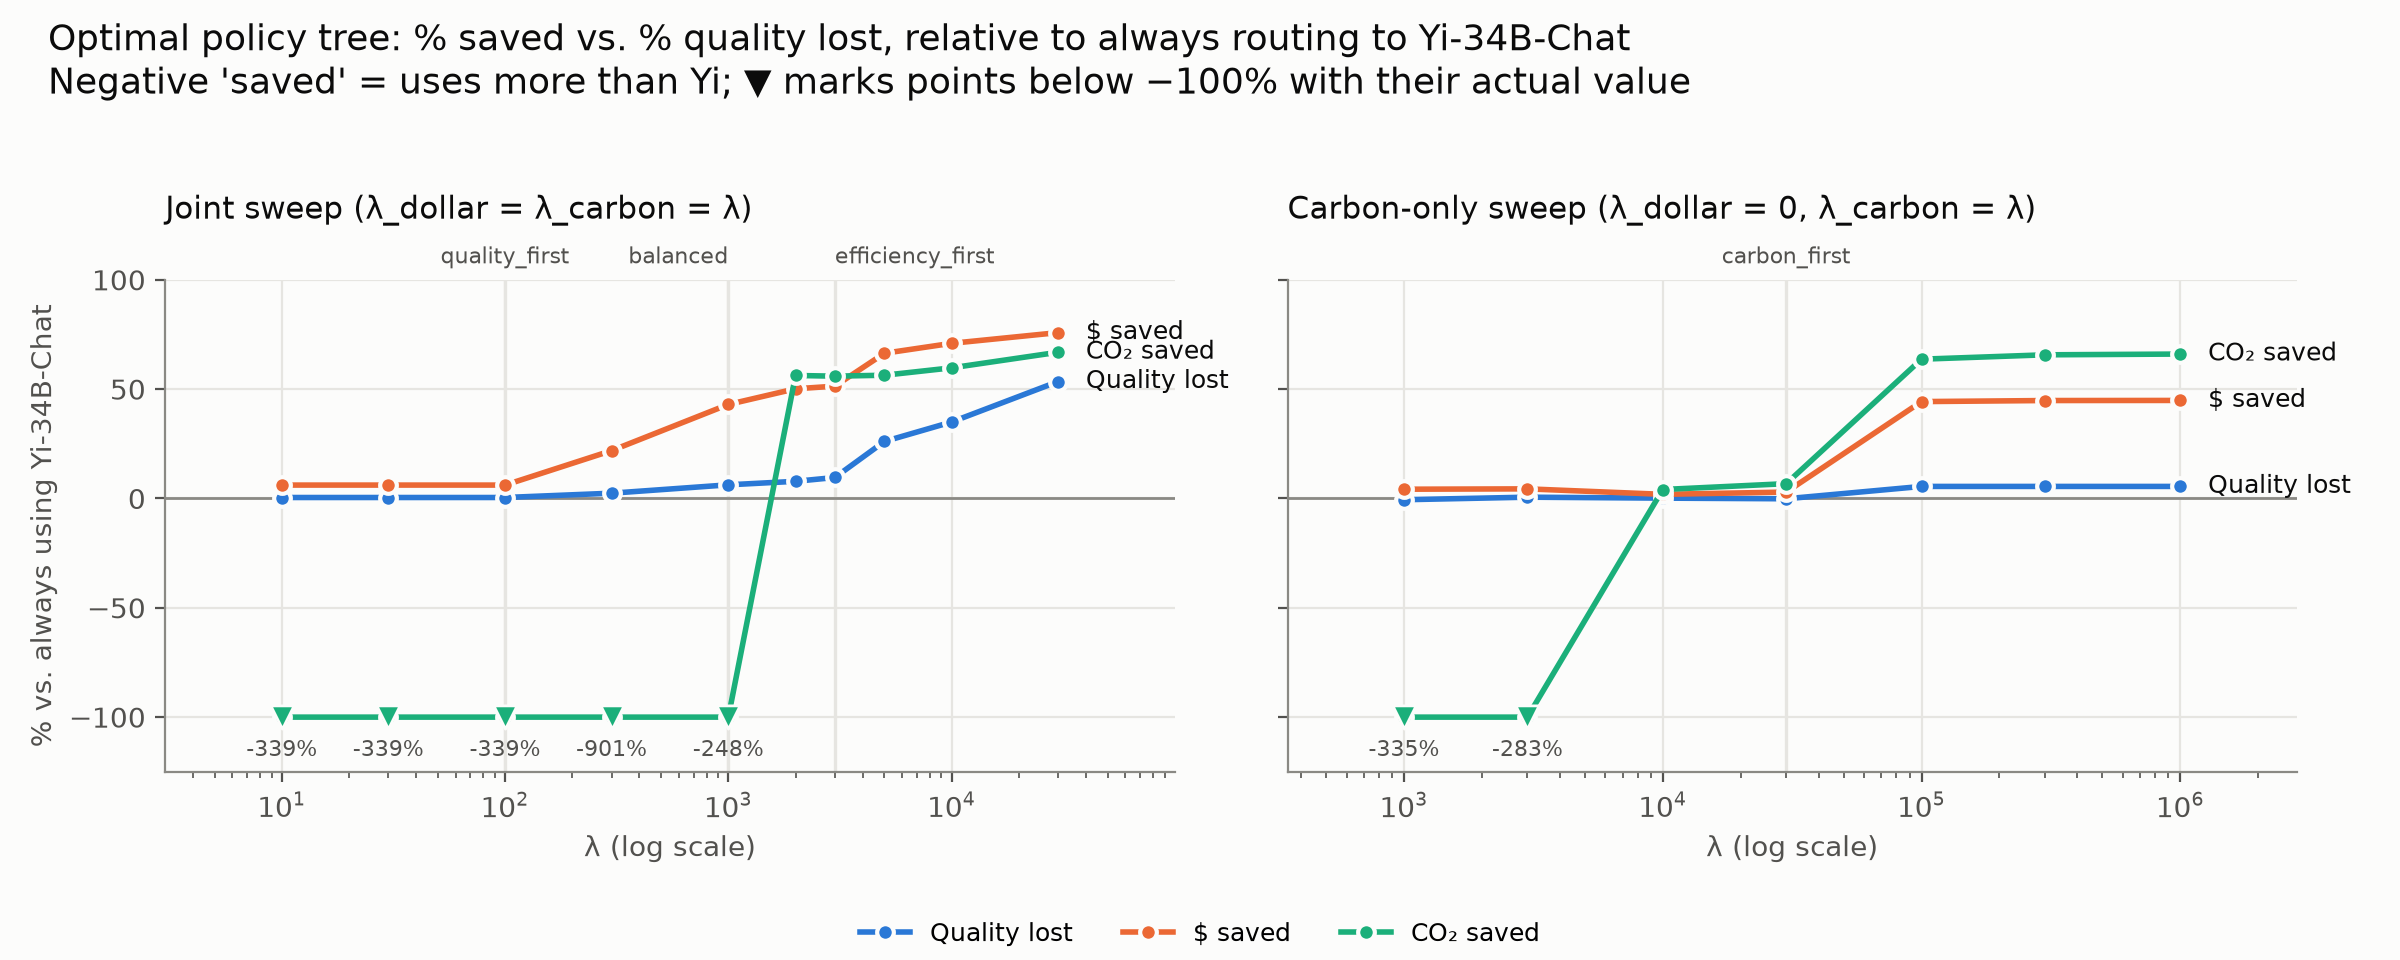 Optimal policy tree: % saved vs. % quality lost, relative to always routing to Yi-34B-Chat
Negative 'saved' = uses more than Yi; ▼ marks points below −100% with their actual value
Joint sweep (λ_dollar = λ_carbon = λ)
quality_first balanced efficiency_first
% vs. always using Yi-34B-Chat
100
50
0
−50
−100
$ saved
CO₂ saved
Quality lost
-339% -339% -339% -901% -248%
10¹ 10² 10³ 10⁴
λ (log scale)
Carbon-only sweep (λ_dollar = 0, λ_carbon = λ)
carbon_first
CO₂ saved
$ saved
Quality lost
-335% -283%
10³ 10⁴ 10⁵ 10⁶
λ (log scale)
Quality lost $ saved CO₂ saved